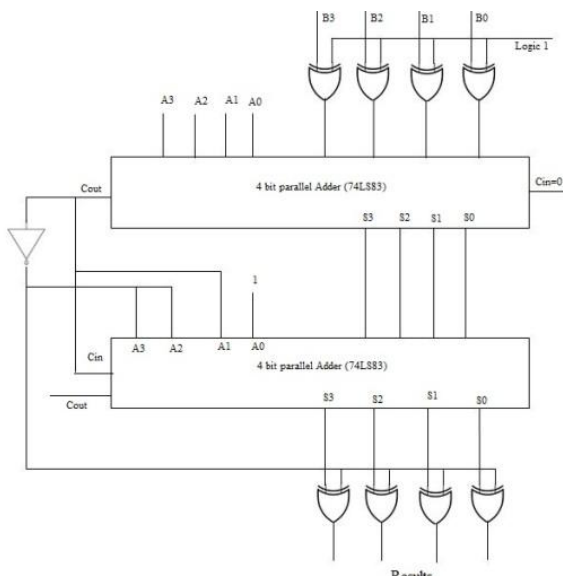 B3 B2 B1 B0
Logic 1
A3 A2 A1 A0
Cout
4 bit parallel Adder (74LS83)
Cin=0
S3 S2 S1 S0
1
A3 A2 A1 A0
Cin
4 bit parallel Adder (74LS83)
Cout
S3 S2 S1 S0
Results